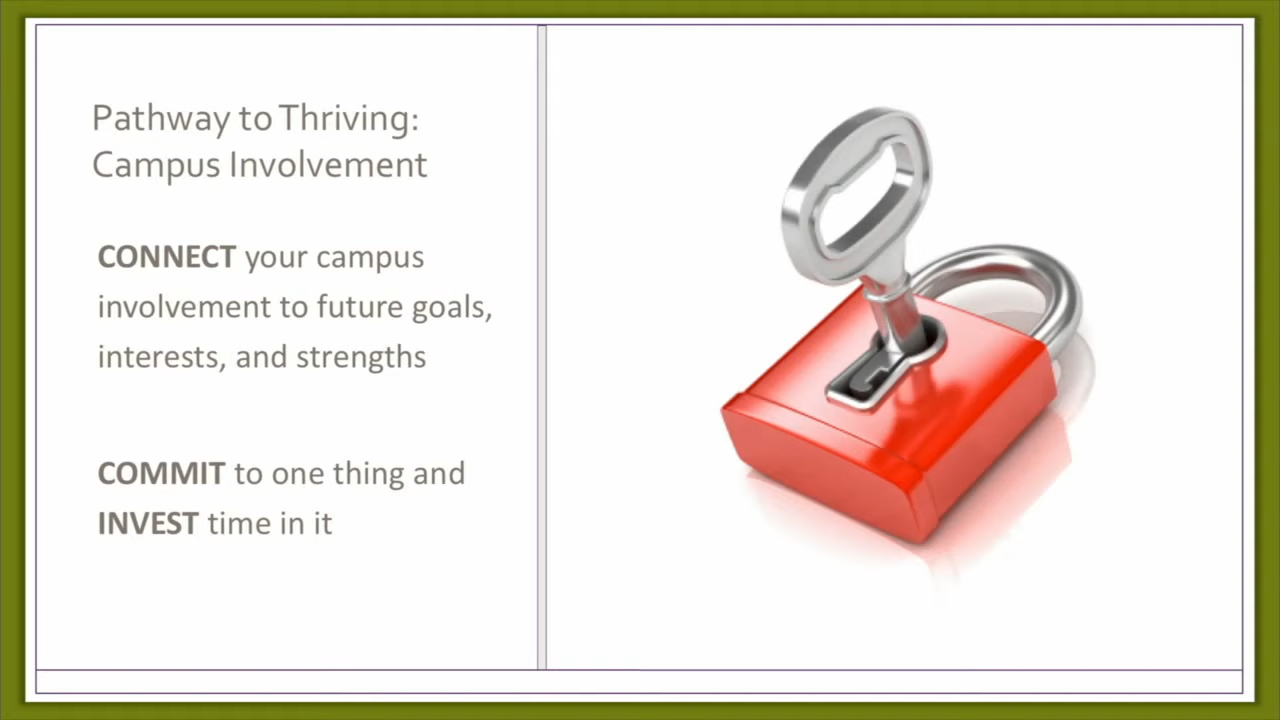 Pathway to Thriving:
Campus Involvement
CONNECT your campus
involvement to future goals,
interests, and strengths
COMMIT to one thing and
INVEST time in it